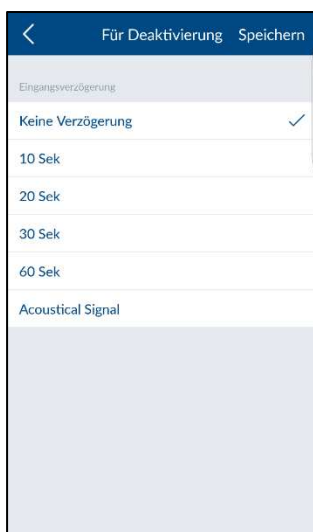 Für Deaktivierung Speichern
Eingangsverzögerung
Keine Verzögerung
10 Sek
20 Sek
30 Sek
60 Sek
Acoustical Signal